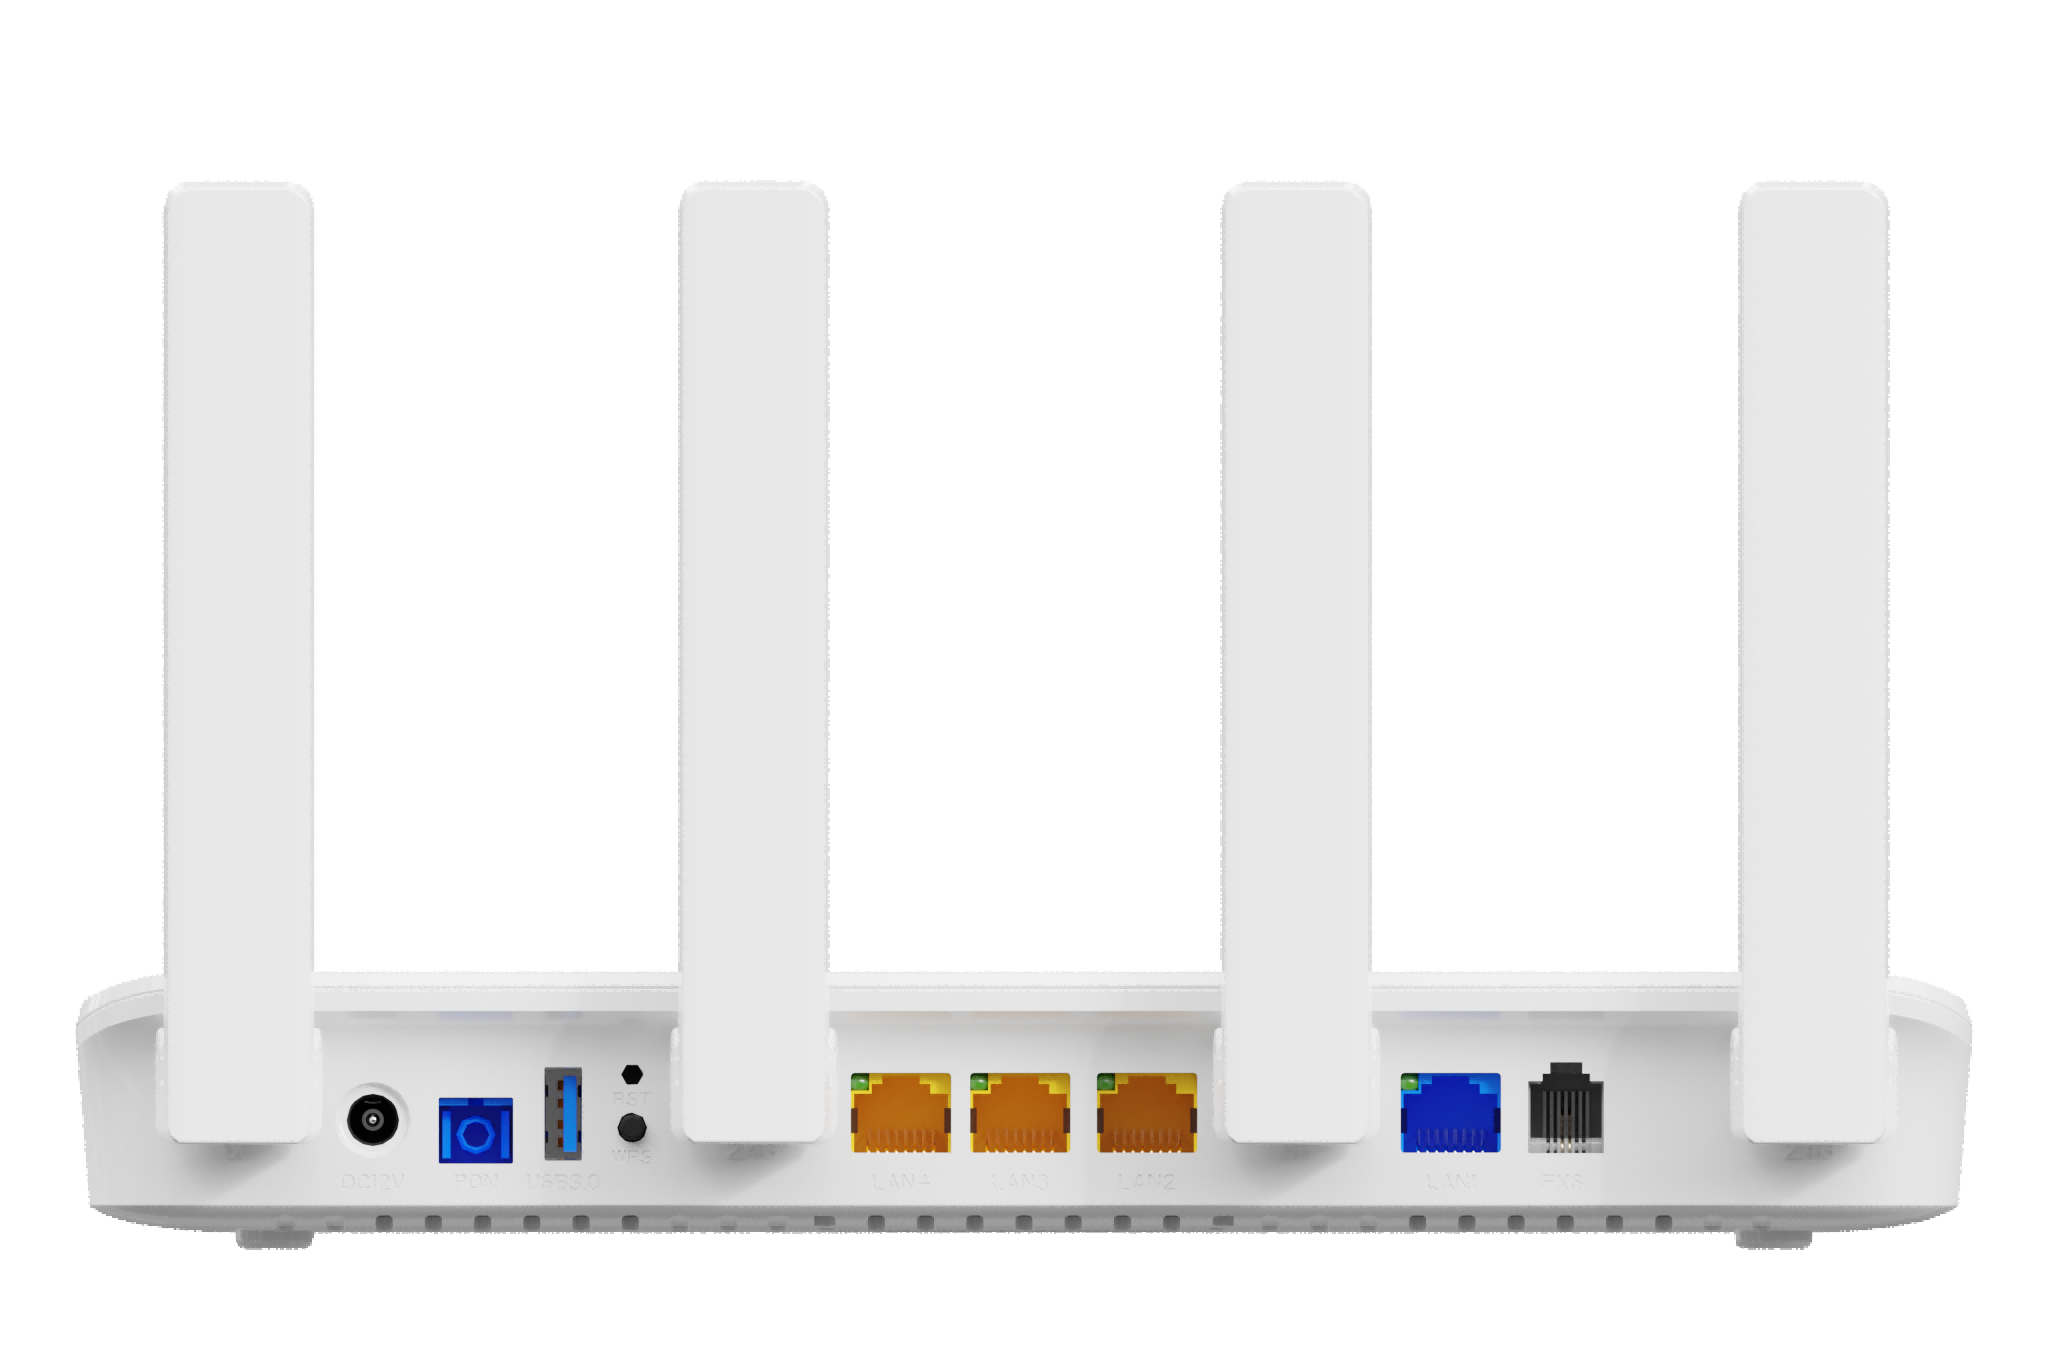 RST
WPS
DC12V
PON
USB3.0
LAN4
LAN3
LAN2
LAN1
FXS